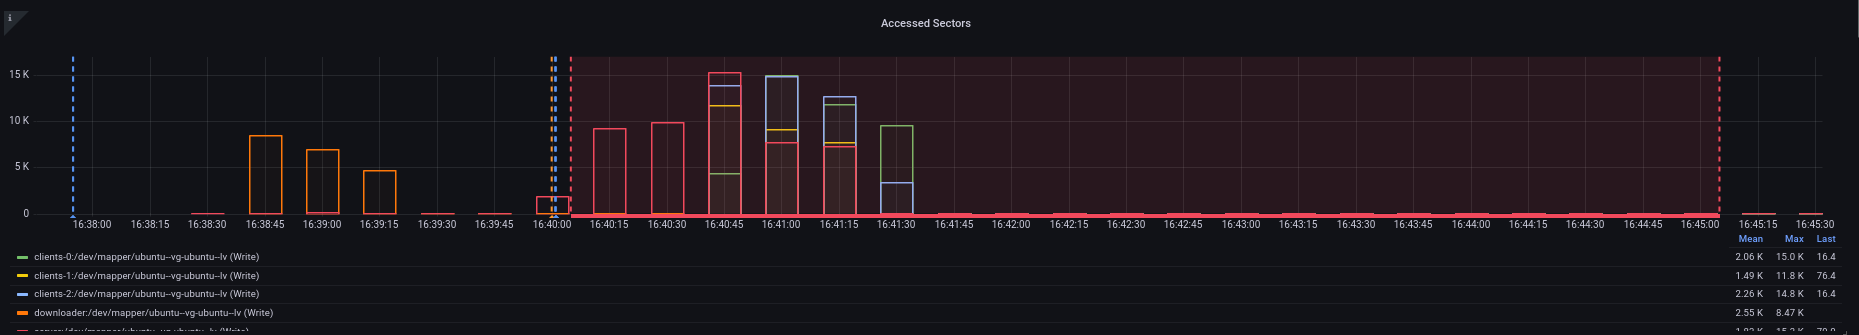 i
Accessed Sectors
15 K
10 K
5 K
0
16:38:00 16:38:15 16:38:30 16:38:45 16:39:00 16:39:15 16:39:30 16:39:45 16:40:00 16:40:15 16:40:30 16:40:45 16:41:00 16:41:15 16:41:30 16:41:45 16:42:00 16:42:15 16:42:30 16:42:45 16:43:00 16:43:15 16:43:30 16:43:45 16:44:00 16:44:15 16:44:30 16:44:45 16:45:00 16:45:15 16:45:30
Mean Max Last
clients-0:/dev/mapper/ubuntu--vg-ubuntu--lv (Write) 2.06 K 15.0 K 16.4
clients-1:/dev/mapper/ubuntu--vg-ubuntu--lv (Write) 1.49 K 11.8 K 76.4
clients-2:/dev/mapper/ubuntu--vg-ubuntu--lv (Write) 2.26 K 14.8 K 16.4
downloader:/dev/mapper/ubuntu--vg-ubuntu--lv (Write) 2.55 K 8.47 K